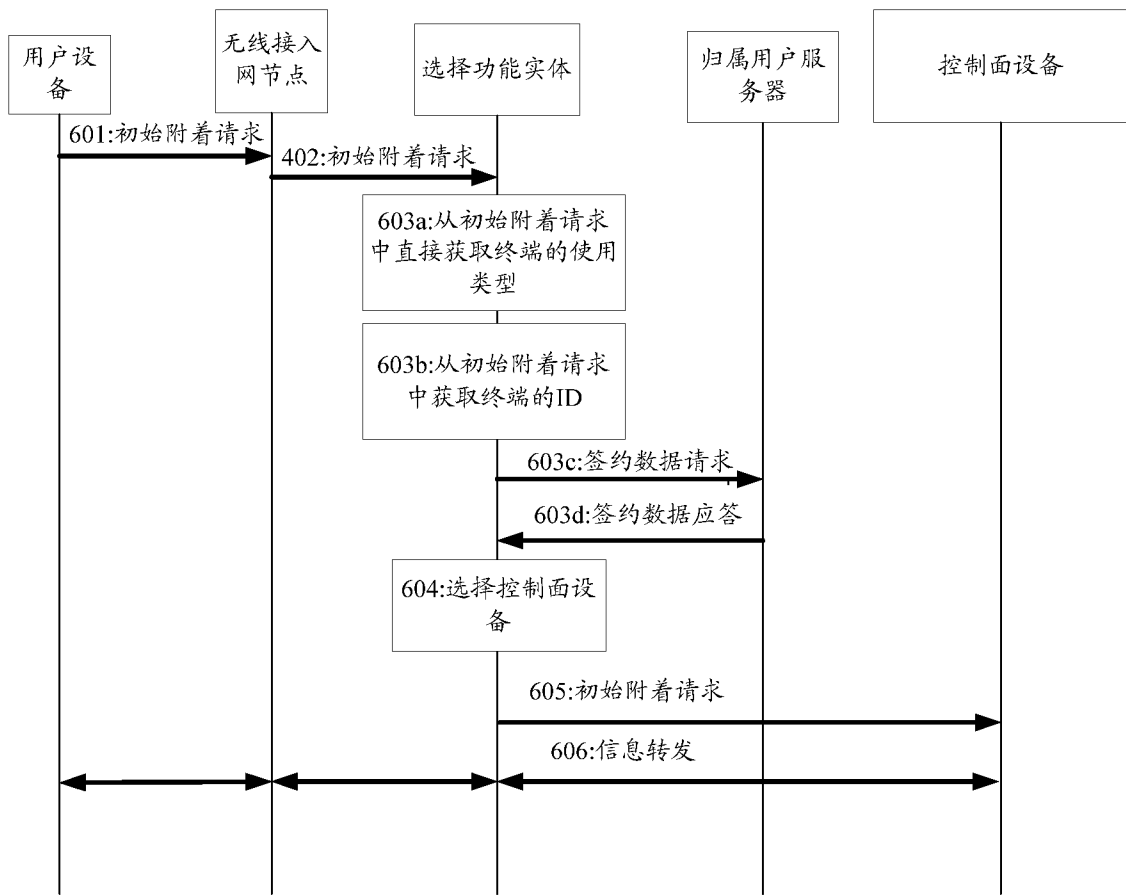 用户设
备
无线接入
网节点
选择功能实体
归属用户服
务器
控制面设备
601:初始附着请求
402:初始附着请求
603a:从初始附着请求
中直接获取终端的使用
类型
603b:从初始附着请求
中获取终端的ID
603c:签约数据请求
603d:签约数据应答
604:选择控制面设
备
605:初始附着请求
606:信息转发